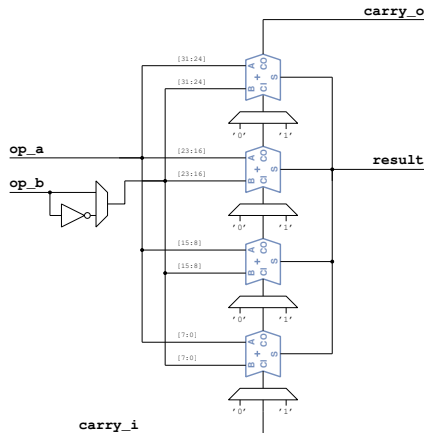 carry_o
[31:24]
A CO
[31:24]
B + CI S
'0' '1'
op_a
[23:16]
A CO
result
op_b
[23:16]
B + CI S
'0' '1'
[15:8]
A CO
[15:8]
B + CI S
'0' '1'
[7:0]
A CO
[7:0]
B + CI S
'0' '1'
carry_i